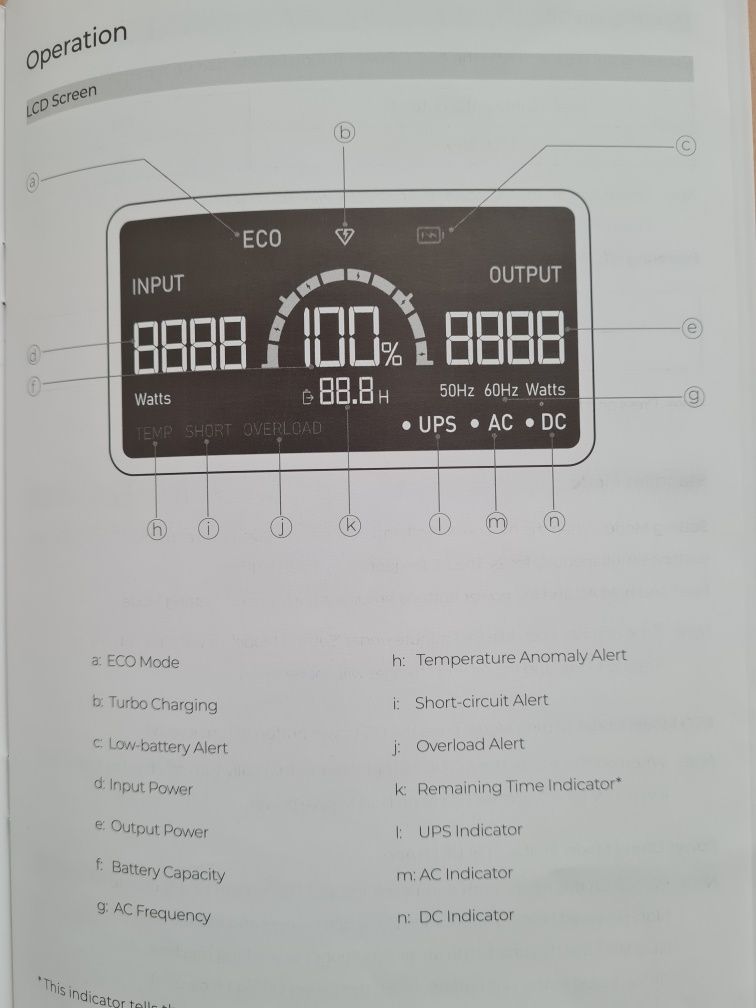 Operation
LCD Screen
ⓑ
ⓒ
ⓐ
ECO
INPUT
OUTPUT
8888
100%
8888
ⓔ
ⓓ
ⓕ
Watts
88.8 H
50Hz 60Hz Watts
ⓖ
TEMP SHORT OVERLOAD
• UPS • AC • DC
ⓗ ⓘ ⓙ ⓚ ⓛ ⓜ ⓝ
a: ECO Mode
b: Turbo Charging
c: Low-battery Alert
d: Input Power
e: Output Power
f: Battery Capacity
g: AC Frequency
h: Temperature Anomaly Alert
i: Short-circuit Alert
j: Overload Alert
k: Remaining Time Indicator*
l: UPS Indicator
m: AC Indicator
n: DC Indicator
*This indicator tells